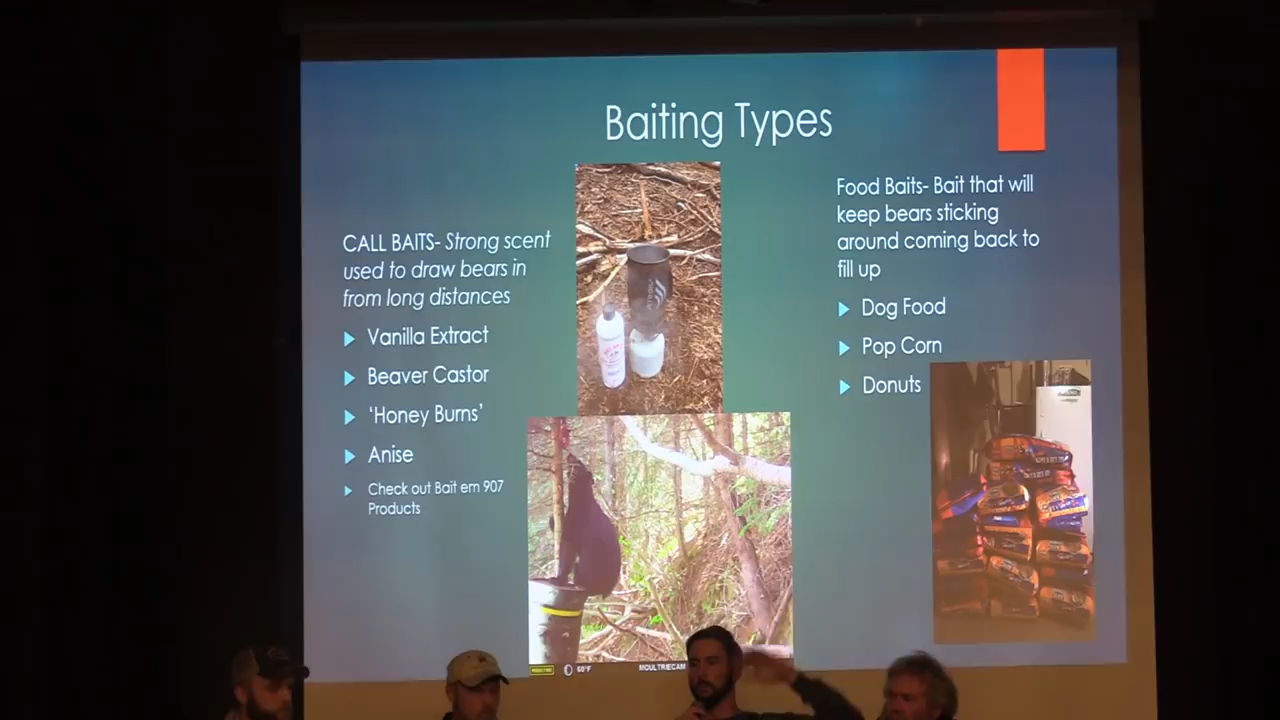 Baiting Types
CALL BAITS- Strong scent
used to draw bears in
from long distances
Vanilla Extract
Beaver Castor
‘Honey Burns’
Anise
Check out Bait em 907
Products
Food Baits- Bait that will
keep bears sticking
around coming back to
fill up
Dog Food
Pop Corn
Donuts
60°F
MOULTRIECAM